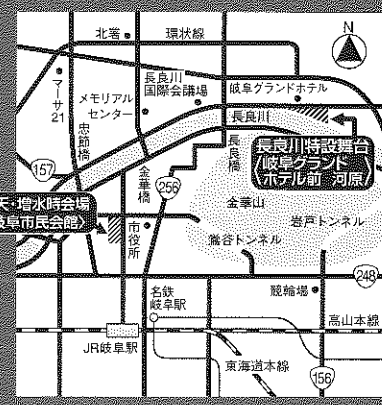 N
北署
環状線
マーサ
21
メモリアル
センター
長良川
国際会議場
岐阜グランドホテル
長良川
忠節橋
金華橋
長良橋
長良川特設舞台
〈岐阜グランド
ホテル前 河原〉
157
256
天・増水時会場
岐阜市民会館〉
市役所
金華山
岩戸トンネル
鶯谷トンネル
248
競輪場
名鉄
岐阜駅
高山本線
JR岐阜駅
東海道本線
156